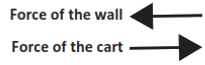 Force of the wall
Force of the cart